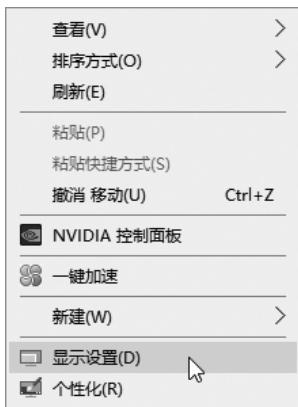 查看(V)
排序方式(O)
刷新(E)
粘贴(P)
粘贴快捷方式(S)
撤消 移动(U) Ctrl+Z
NVIDIA 控制面板
一键加速
新建(W)
显示设置(D)
个性化(R)